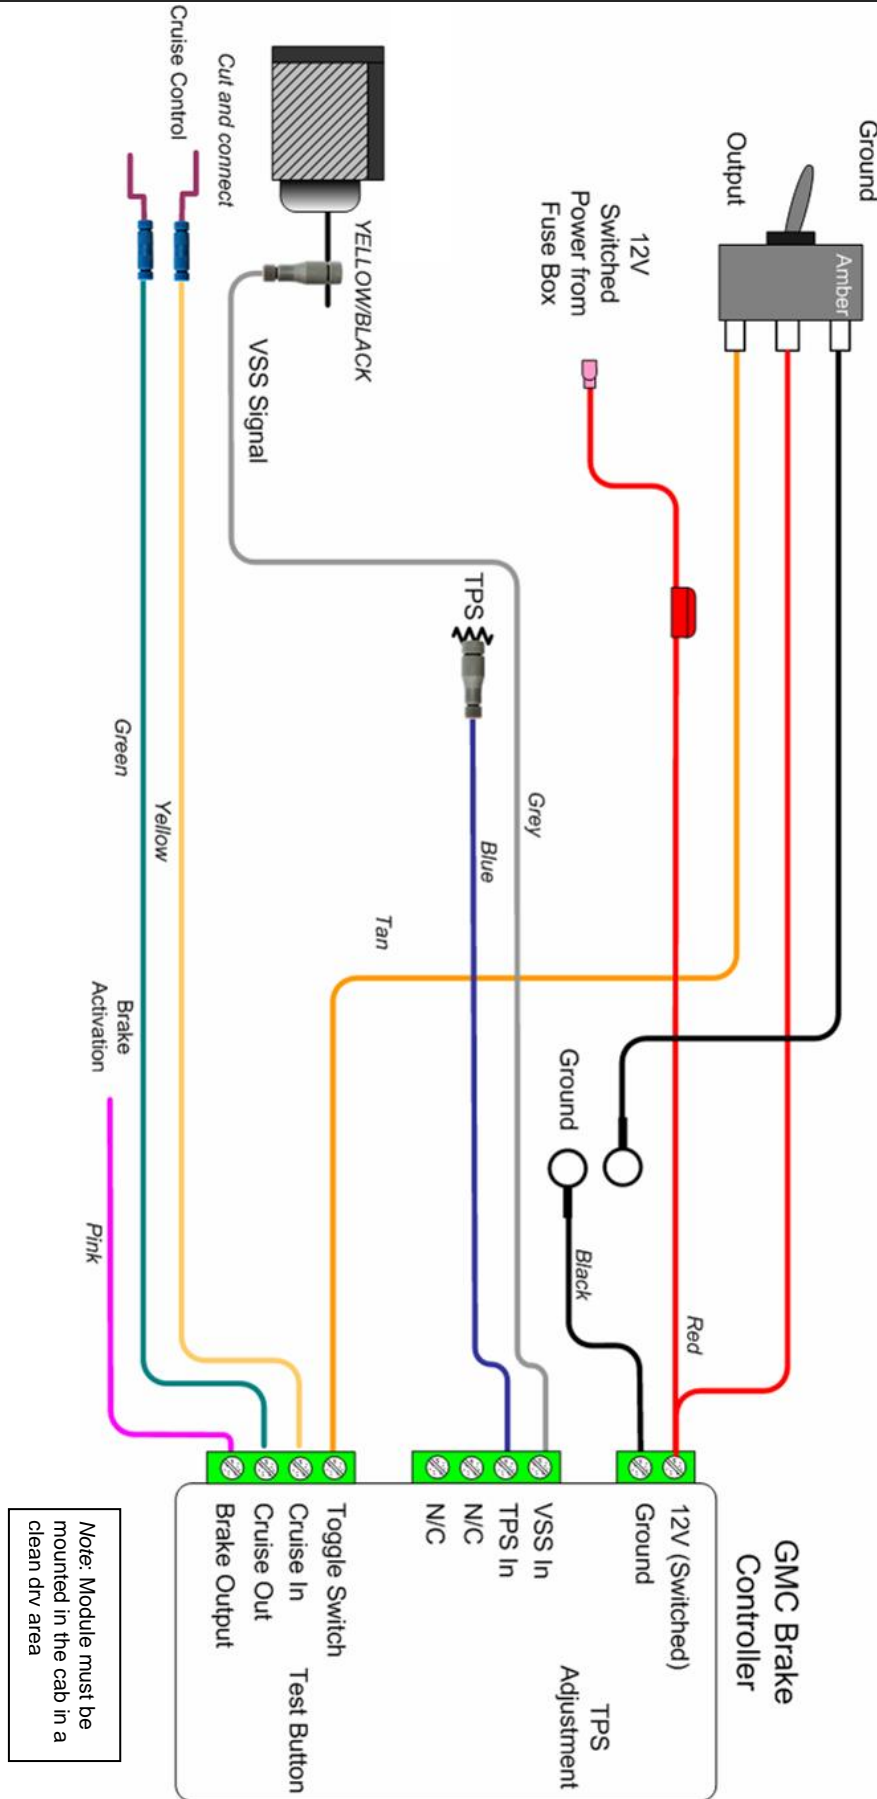 Ground
Amber
Output
12V
Switched
Power from
Fuse Box
YELLOW/BLACK
Cut and connect
Cruise Control
VSS Signal
TPS
Green
Yellow
Grey
Blue
Tan
Brake
Activation
Ground
Pink
Black
Red
GMC Brake
Controller
12V (Switched)
Ground
VSS In
TPS In
N/C
N/C
Toggle Switch
Cruise In
Cruise Out
Brake Output
TPS
Adjustment
Test Button
Note: Module must be
mounted in the cab in a
clean dry area